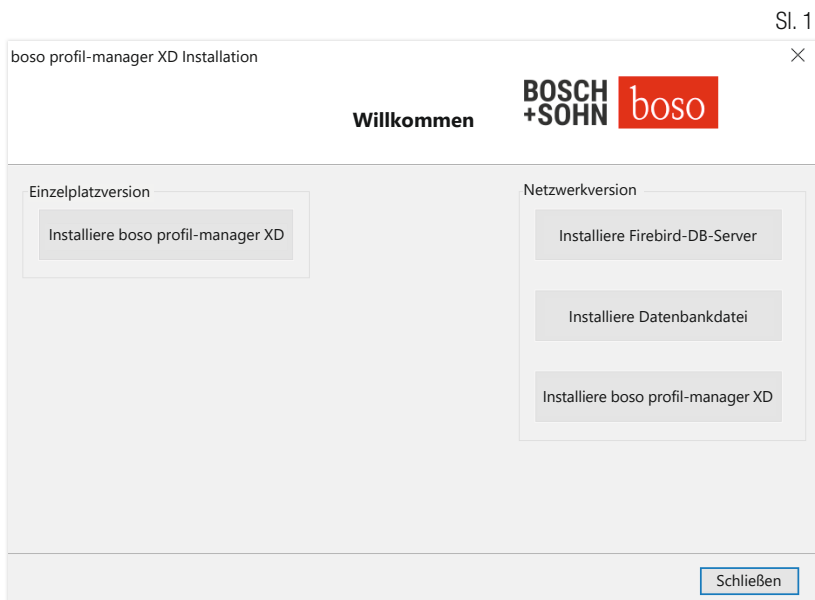 Sl. 1
boso profil-manager XD Installation
Willkommen
BOSCH
+SOHN
boso
Einzelplatzversion
Installiere boso profil-manager XD
Netzwerkversion
Installiere Firebird-DB-Server
Installiere Datenbankdatei
Installiere boso profil-manager XD
Schließen